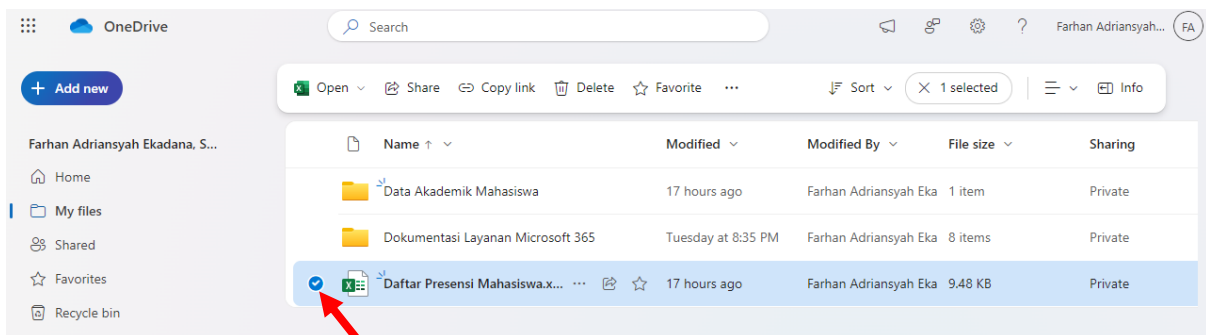 OneDrive
Search
Farhan Adriansyah...
FA
Add new
Open
Share
Copy link
Delete
Favorite
Sort
1 selected
Info
Farhan Adriansyah Ekadana, S...
Home
My files
Shared
Favorites
Recycle bin
Name Modified Modified By File size Sharing
Data Akademik Mahasiswa 17 hours ago Farhan Adriansyah Eka 1 item Private
Dokumentasi Layanan Microsoft 365 Tuesday at 8:35 PM Farhan Adriansyah Eka 8 items Private
Daftar Presensi Mahasiswa.x... 17 hours ago Farhan Adriansyah Eka 9.48 KB Private